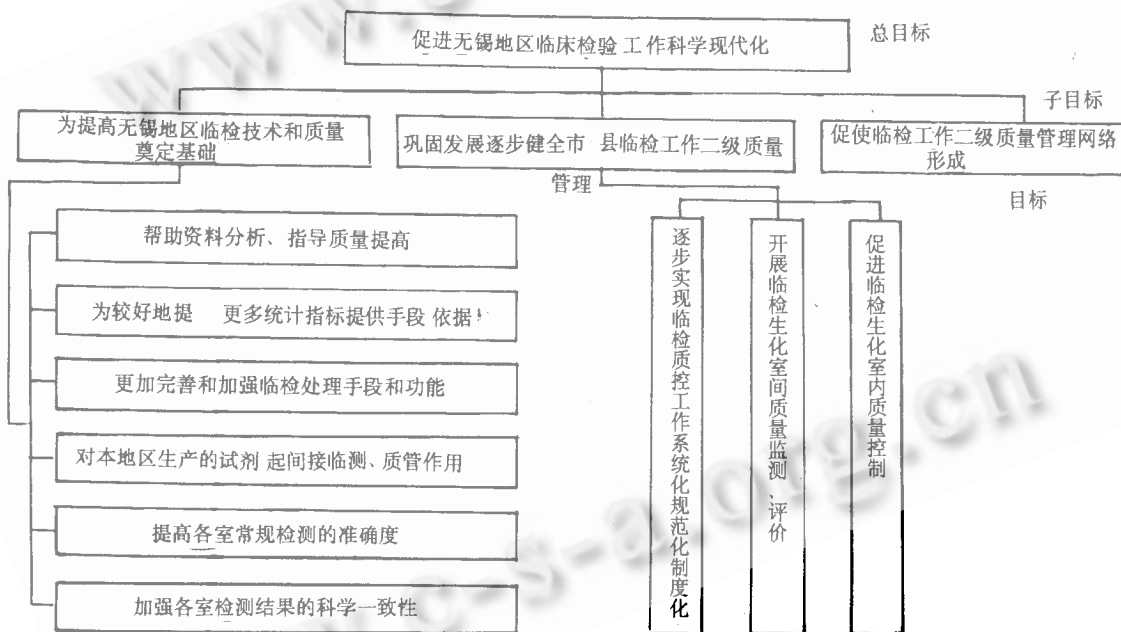 促进无锡地区临床检验工作科学现代化
总目标
子目标
为提高无锡地区临检技术和质量
奠定基础
巩固发展逐步健全市 县临检工作二级质量
管理
促使临检工作二级质量管理网络
形成
目标
帮助资料分析、指导质量提高
为较好地提 更多统计指标提供手段 依据
更加完善和加强临检处理手段和功能
对本地区生产的试剂 起间接临测、质管作用
提高各室常规检测的准确度
加强各室检测结果的科学一致性
逐步实现临检质控工作系统化规范化制度化
开展临检生化室间质量监测、评价
促进临检生化室内质量控制
www.c-s-a.org.cn